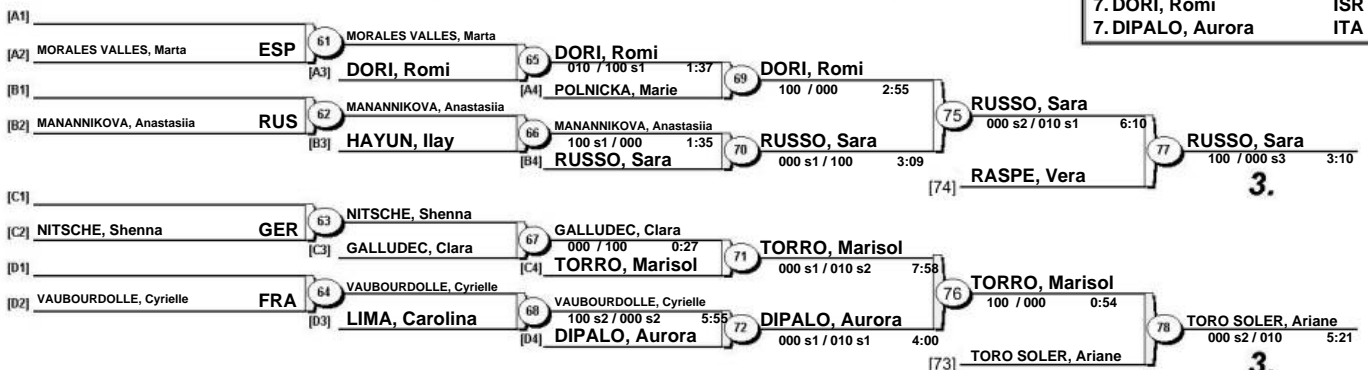 7. DORI, Romi ISR
7. DIPALO, Aurora ITA
[A1]
[A2] MORALES VALLES, Marta ESP
61 MORALES VALLES, Marta
[A3] DORI, Romi
65 DORI, Romi
010 / 100 s1 1:37
[A4] POLNICKA, Marie
69 DORI, Romi
100 / 000 2:55
[B1]
[B2] MANANNIKOVA, Anastasiia RUS
62 MANANNIKOVA, Anastasiia
[B3] HAYUN, Ilay
66 MANANNIKOVA, Anastasiia
100 s1 / 000 1:35
[B4] RUSSO, Sara
70 RUSSO, Sara
000 s1 / 100 3:09
75 RUSSO, Sara
000 s2 / 010 s1 6:10
[74] RASPE, Vera
77 RUSSO, Sara
100 / 000 s3 3:10
3.
[C1]
[C2] NITSCHE, Shenna GER
63 NITSCHE, Shenna
[C3] GALLUDEC, Clara
67 GALLUDEC, Clara
000 / 100 0:27
[C4] TORRO, Marisol
71 TORRO, Marisol
000 s1 / 010 s2 7:58
[D1]
[D2] VAUBOURDOLLE, Cyrielle FRA
64 VAUBOURDOLLE, Cyrielle
[D3] LIMA, Carolina
68 VAUBOURDOLLE, Cyrielle
100 s2 / 000 s2 5:55
[D4] DIPALO, Aurora
72 DIPALO, Aurora
000 s1 / 010 s1 4:00
76 TORRO, Marisol
100 / 000 0:54
[73] TORO SOLER, Ariane
78 TORO SOLER, Ariane
000 s2 / 010 5:21
3.